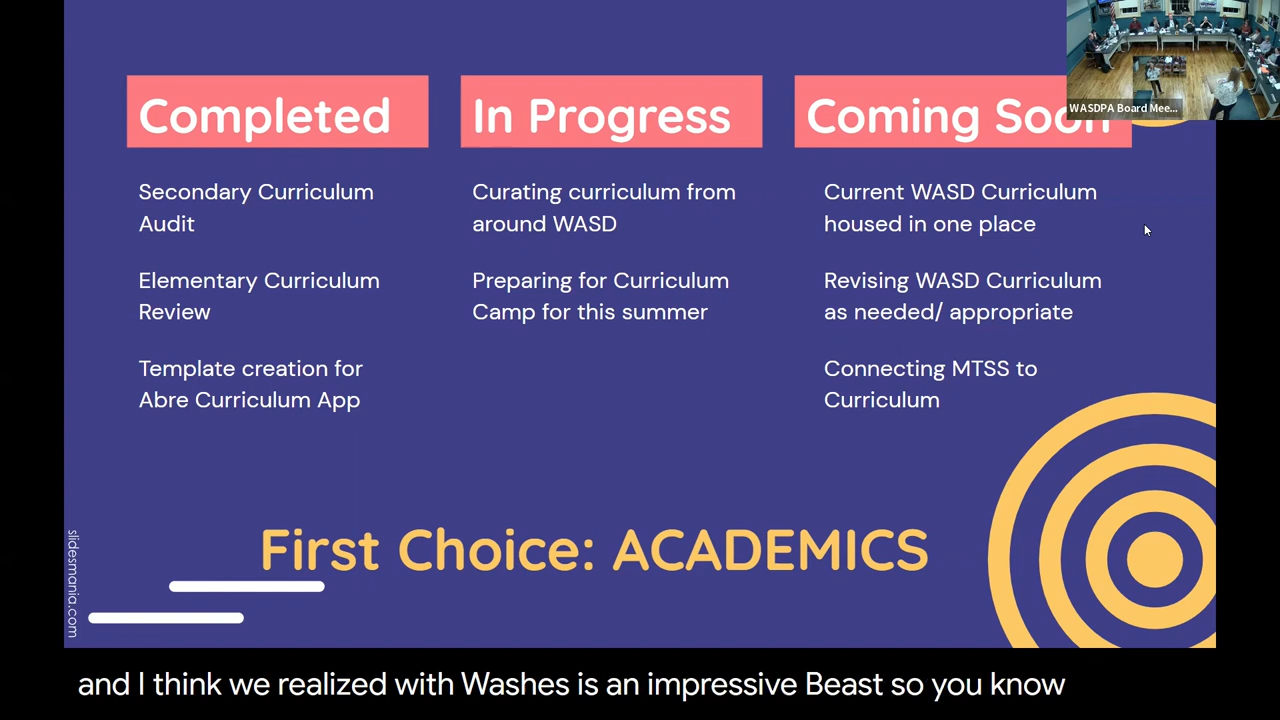 WASDPA Board Mee...
Completed
Secondary Curriculum
Audit
Elementary Curriculum
Review
Template creation for
Abre Curriculum App
In Progress
Curating curriculum from
around WASD
Preparing for Curriculum
Camp for this summer
Coming Soon
Current WASD Curriculum
housed in one place
Revising WASD Curriculum
as needed/ appropriate
Connecting MTSS to
Curriculum
First Choice: ACADEMICS
slidesmania.com
and I think we realized with Washes is an impressive Beast so you know